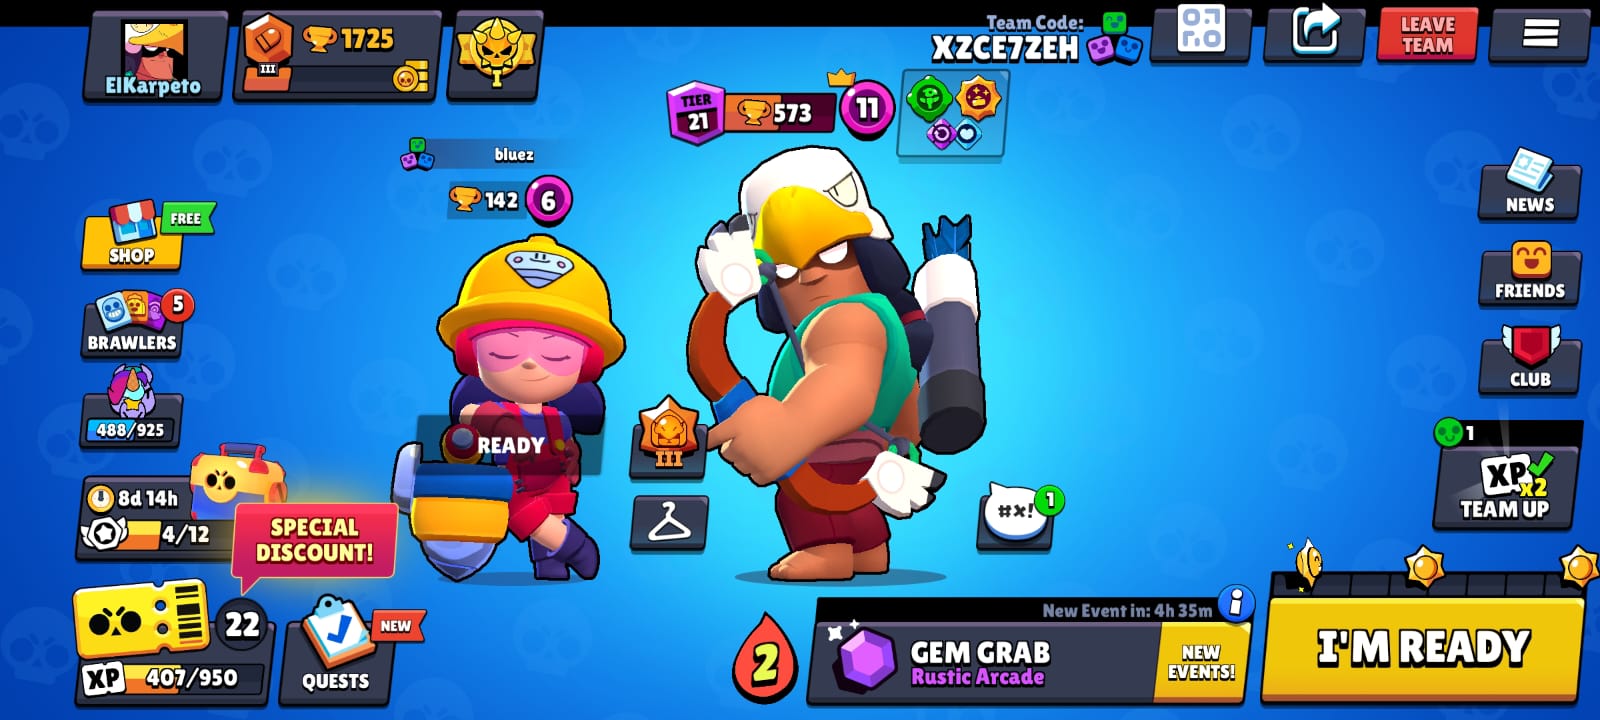 ElKarpeto
III
1725
I
Team Code:
XZCE7ZEH
LEAVE
TEAM
TIER
21
573
11
bluez
142
6
FREE
SHOP
5
BRAWLERS
488/925
8d 14h
4/12
SPECIAL
DISCOUNT!
22
XP
407/950
NEW
QUESTS
READY
III
#x!
1
NEWS
FRIENDS
CLUB
1
XP
x2
TEAM UP
2
New Event in: 4h 35m
i
GEM GRAB
Rustic Arcade
NEW
EVENTS!
I'M READY